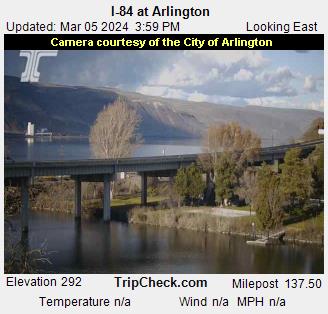 I-84 at Arlington
Updated: Mar 05 2024 3:59 PM Looking East
Camera courtesy of the City of Arlington
Elevation 292 TripCheck.com Milepost 137.50
Temperature n/a Wind n/a MPH n/a